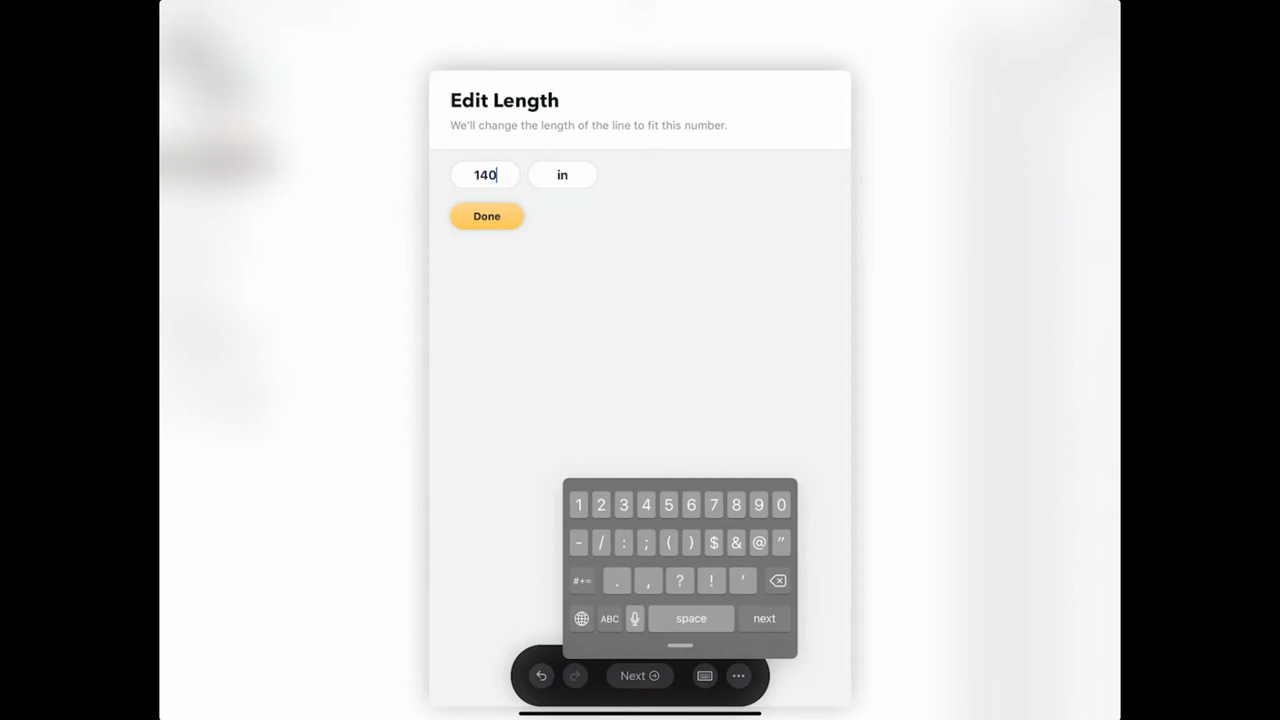 Edit Length
We'll change the length of the line to fit this number.
140 in
Done
1 2 3 4 5 6 7 8 9 0
- / : ; ( ) $ & @ "
#+= . , ? ! '
ABC space next
Next